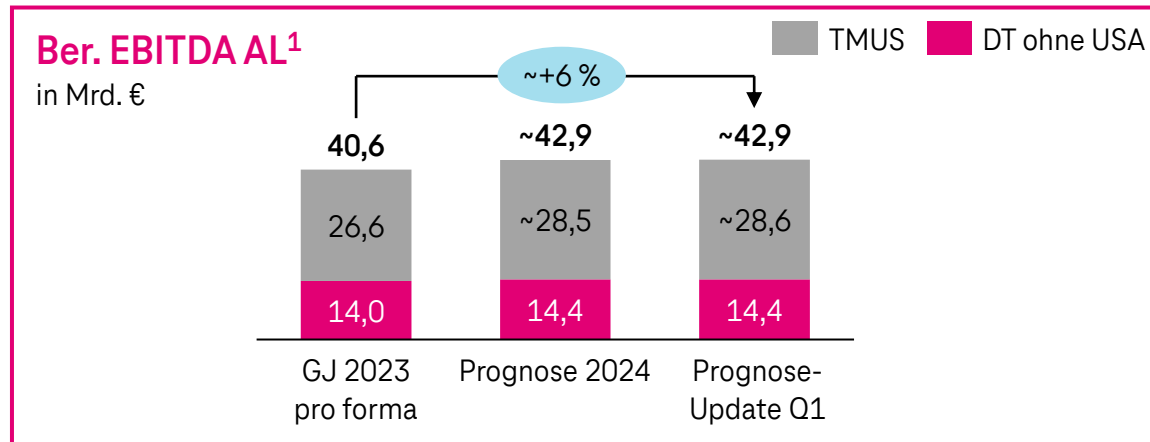 Ber. EBITDA AL¹
in Mrd. €
TMUS
DT ohne USA
~+6 %
40,6
~42,9
~42,9
26,6
~28,5
~28,6
14,0
14,4
14,4
GJ 2023
pro forma
Prognose 2024
Prognose-
Update Q1